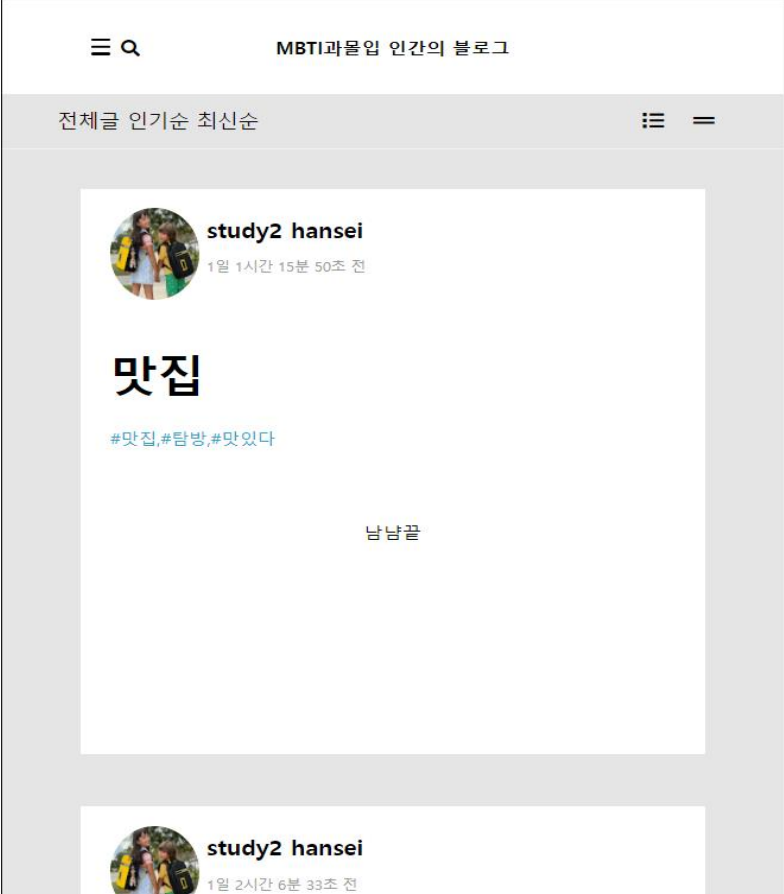 MBTI과몰입 인간의 블로그
전체글 인기순 최신순
study2 hansei
1일 1시간 15분 50초 전
맛집
#맛집,#탐방,#맛있다
남냠끝
study2 hansei
1일 2시간 6분 33초 전